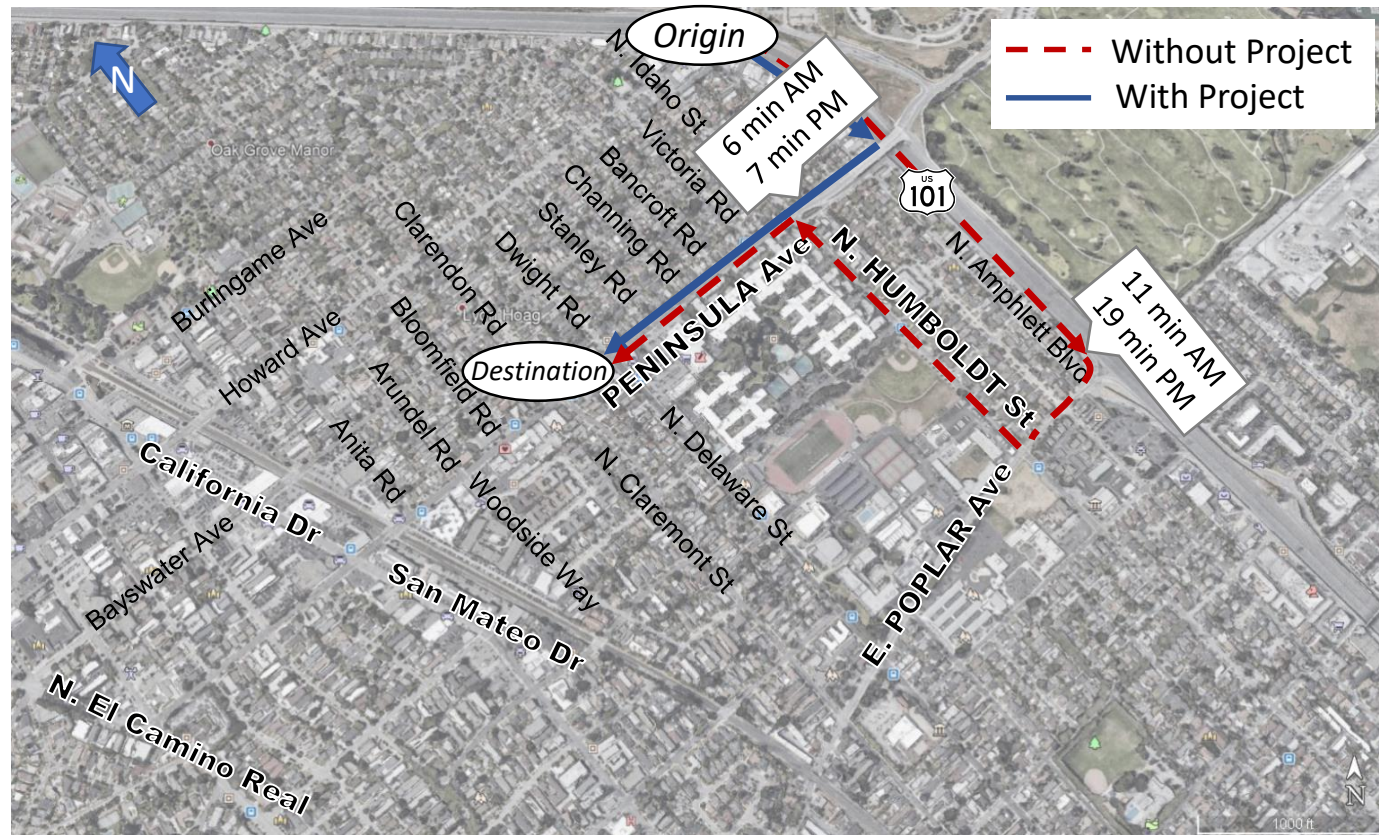 Origin
Without Project
With Project
N
N. Idaho St
6 min AM
7 min PM
Victoria Rd
Oak Grove Manor
Bancroft Rd
Channing Rd
US
101
Clarendon Rd
Stanley Rd
Burlingame Ave
Dwight Rd
PENINSULA Ave
N. HUMBOLDT St
N. Amphlett Blvd
11 min AM
19 min PM
Howard Ave
Bloomfield Rd
Hoag
Destination
Arundel Rd
Anita Rd
N. Delaware St
California Dr
Woodside Way
N. Claremont St
Bayswater Ave
San Mateo Dr
E. POPLAR Ave
N. El Camino Real
N
1000 ft